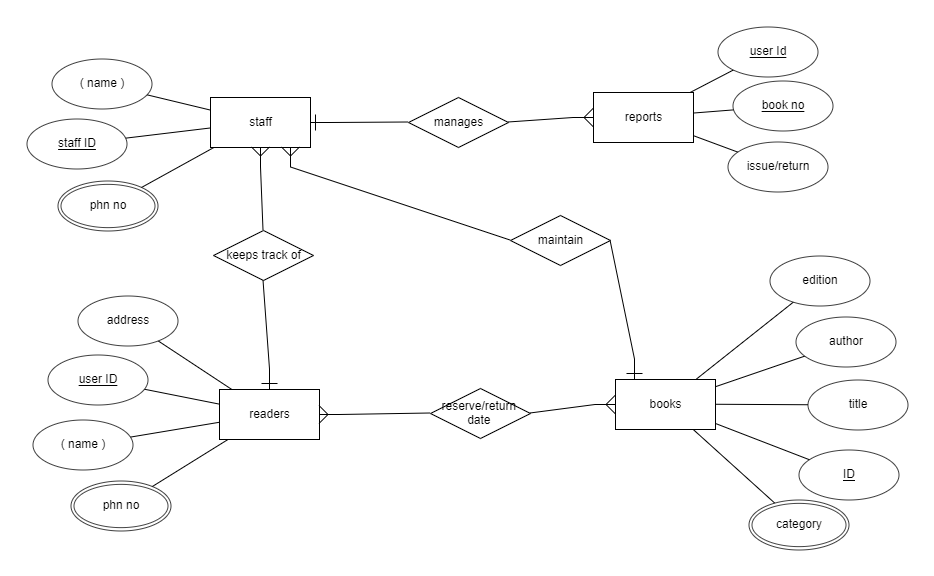 user Id
( name )
book no
staff
manages
reports
staff ID
issue/return
phn no
maintain
keeps track of
edition
address
author
user ID
title
readers
reserve/return
date
books
( name )
ID
phn no
category